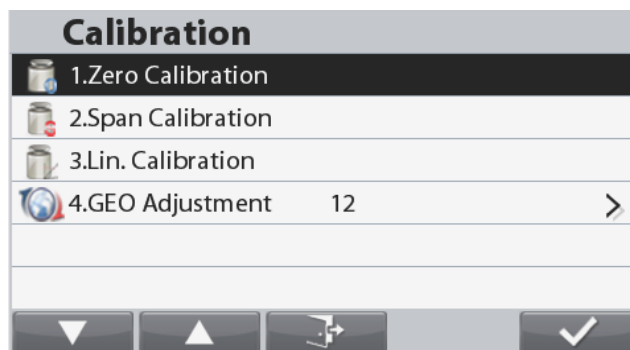 Calibration
1.Zero Calibration
2.Span Calibration
3.Lin. Calibration
4.GEO Adjustment 12